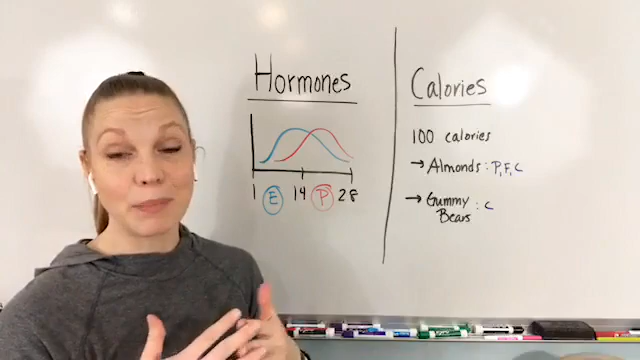 Hormones
1 E 14 P 28
Calories
100 calories
→ Almonds: P, F, C
→ Gummy Bears : C